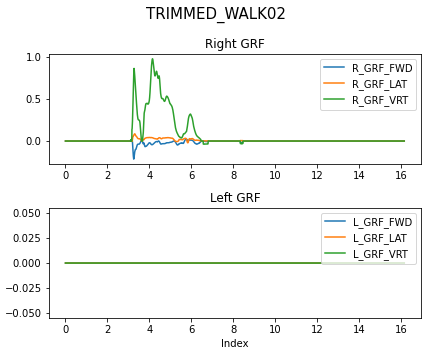 TRIMMED_WALK02
Right GRF
1.0
0.5
0.0
R_GRF_FWD
R_GRF_LAT
R_GRF_VRT
0 2 4 6 8 10 12 14 16
Left GRF
0.050
0.025
0.000
−0.025
−0.050
L_GRF_FWD
L_GRF_LAT
L_GRF_VRT
0 2 4 6 8 10 12 14 16
Index